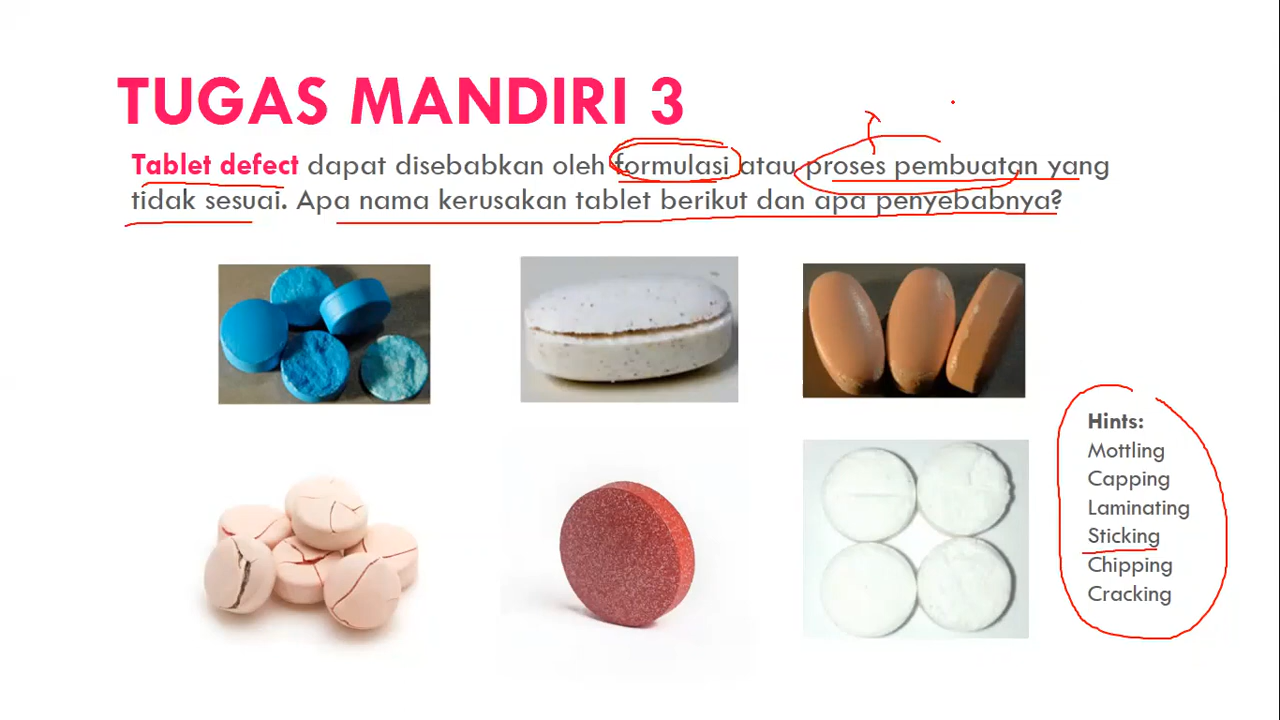 TUGAS MANDIRI 3
Tablet defect dapat disebabkan oleh formulasi atau proses pembuatan yang
tidak sesuai. Apa nama kerusakan tablet berikut dan apa penyebabnya?
Hints:
Mottling
Capping
Laminating
Sticking
Chipping
Cracking